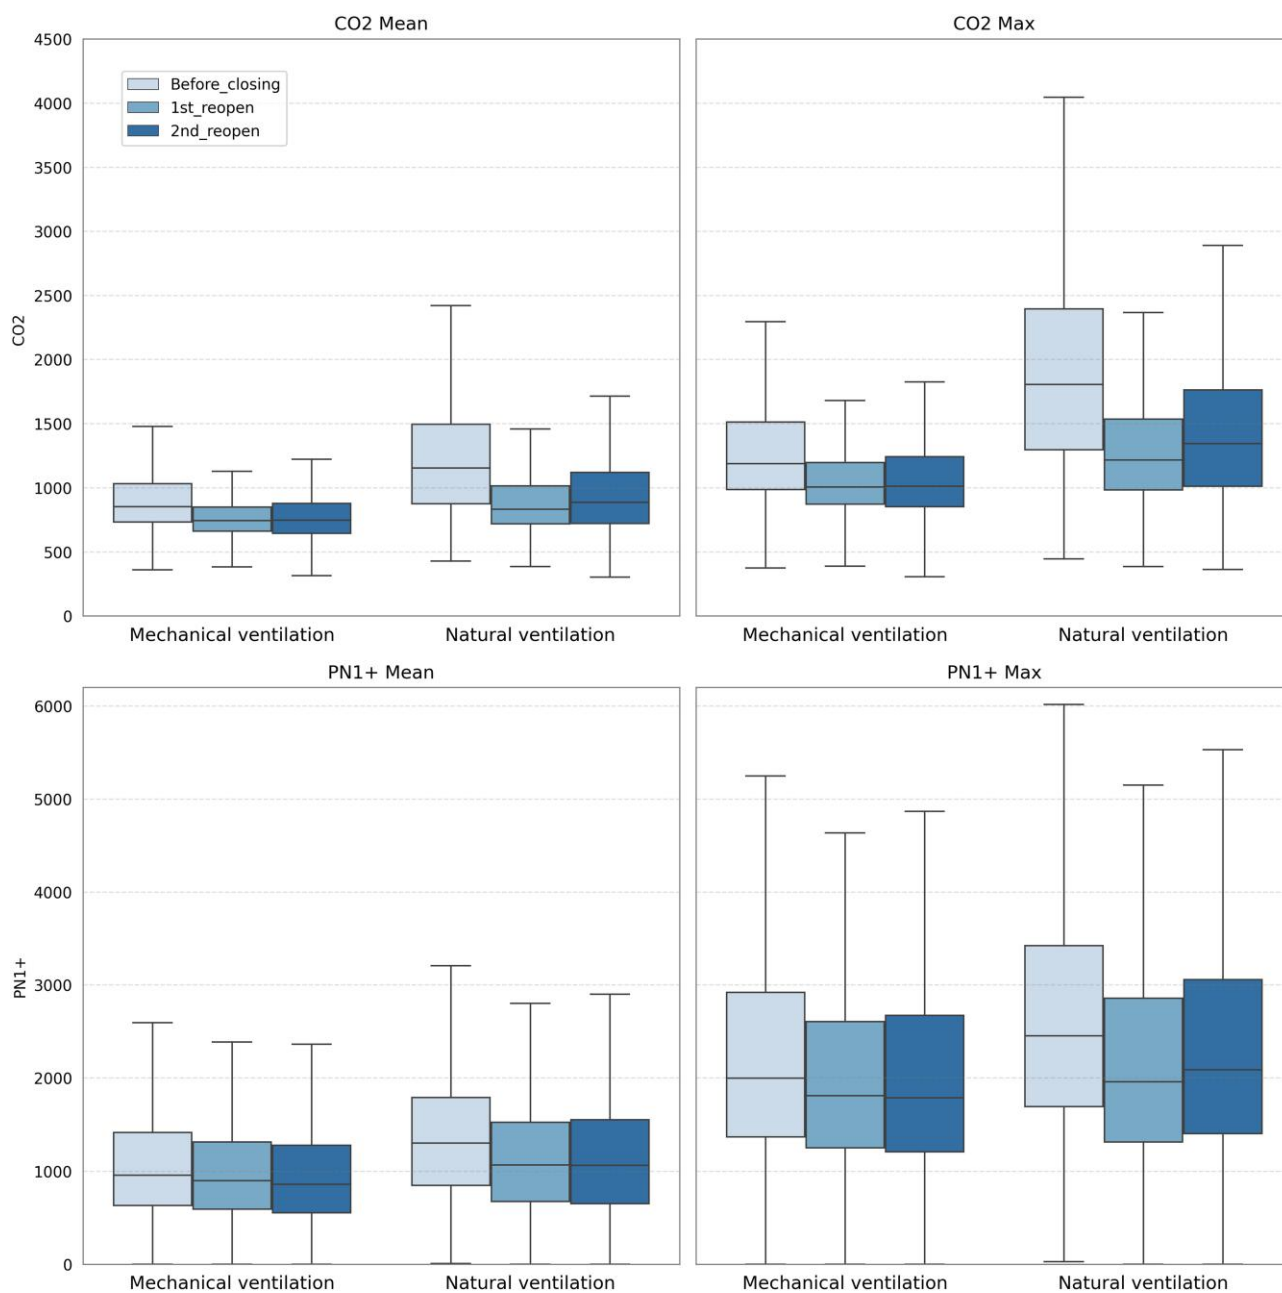 CO2 Mean
CO2 Max
4500
4000
3500
3000
2500
2000
1500
1000
500
0
CO2
Before_closing
1st_reopen
2nd_reopen
Mechanical ventilation
Natural ventilation
Mechanical ventilation
Natural ventilation
PN1+ Mean
PN1+ Max
6000
5000
4000
3000
2000
1000
0
PN1+
Mechanical ventilation
Natural ventilation
Mechanical ventilation
Natural ventilation